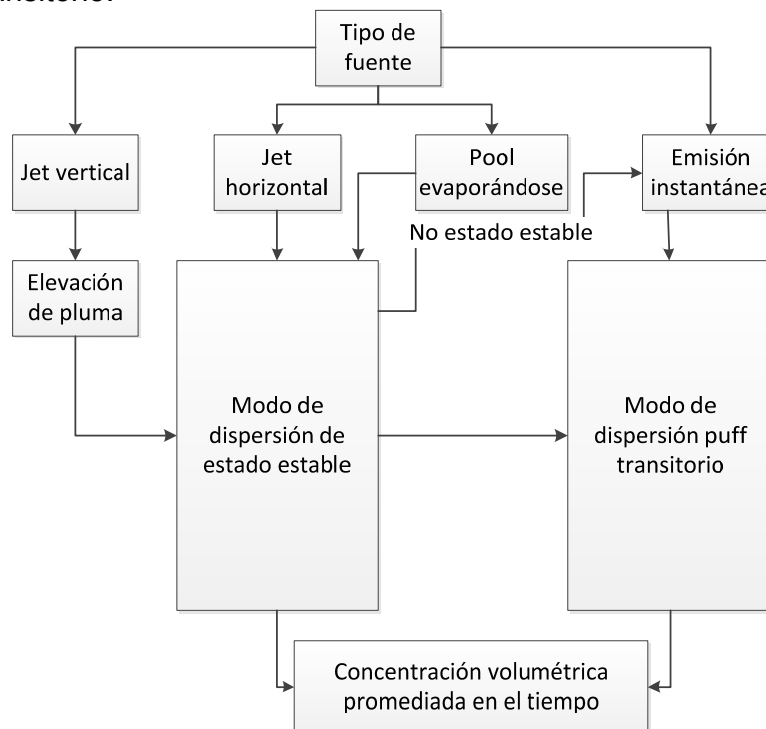 Tipo de
fuente
Jet vertical
Jet
horizontal
Pool
evaporándose
Emisión
instantánea
No estado estable
Elevación
de pluma
Modo de
dispersión de
estado estable
Modo de
dispersión puff
transitorio
Concentración volumétrica
promediada en el tiempo